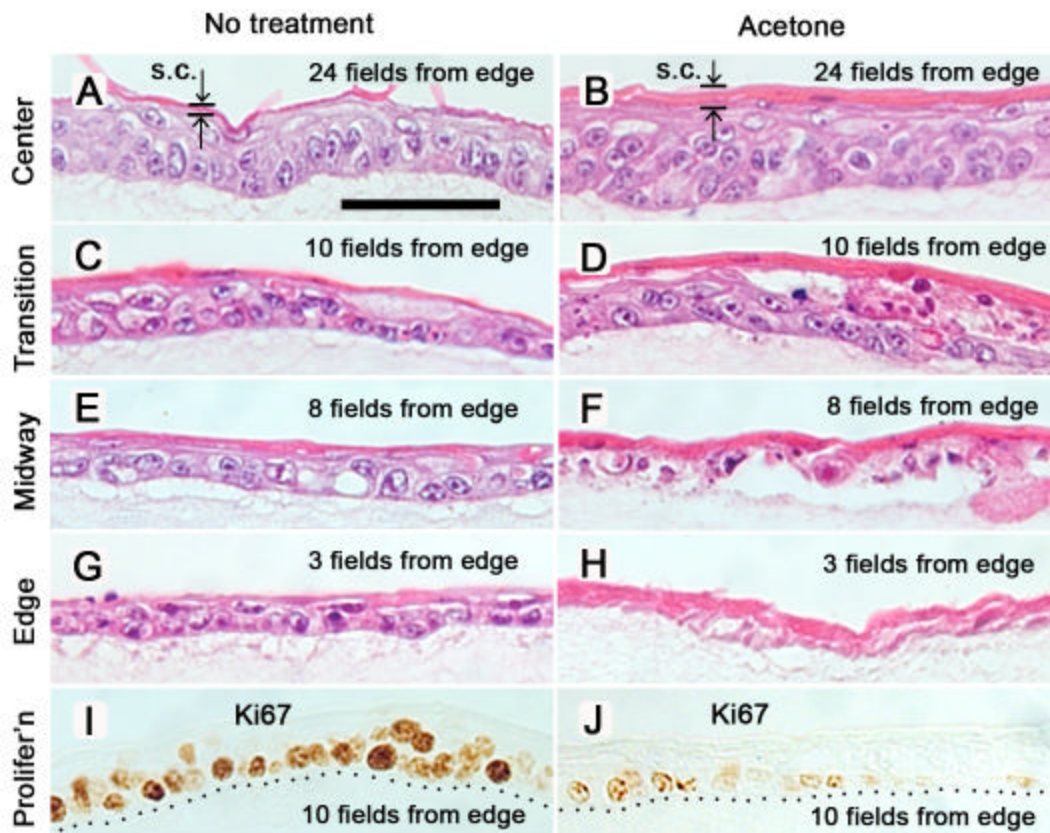 No treatment
Acetone
Center
A
s.c.
24 fields from edge
B
s.c.
24 fields from edge
Transition
C
10 fields from edge
D
10 fields from edge
Midway
E
8 fields from edge
F
8 fields from edge
Edge
G
3 fields from edge
H
3 fields from edge
Prolifer'n
I
Ki67
10 fields from edge
J
Ki67
10 fields from edge